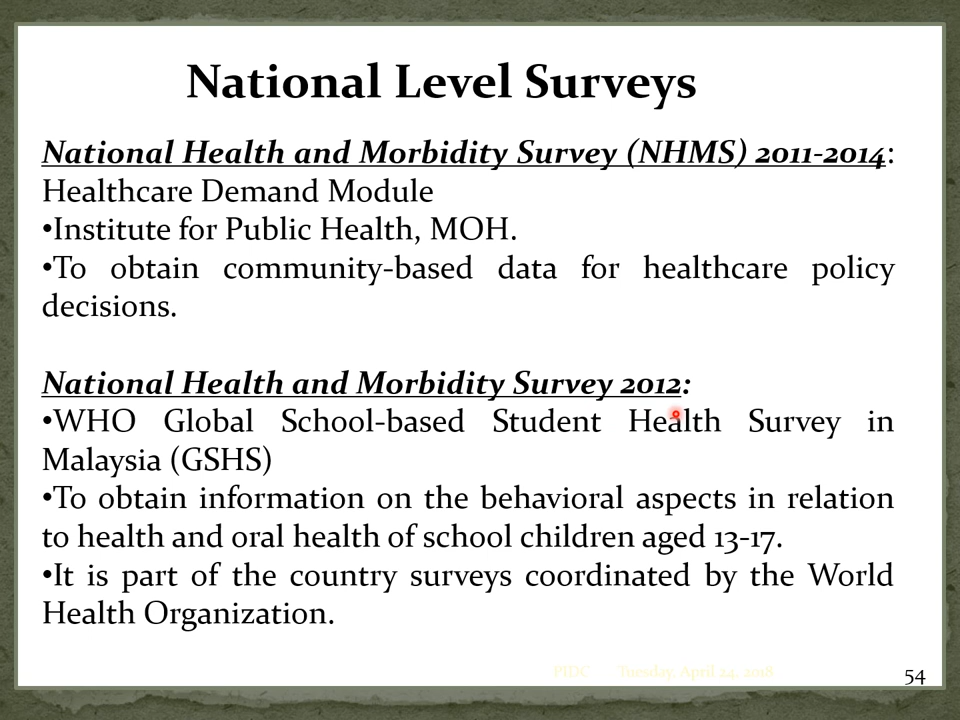 National Level Surveys
National Health and Morbidity Survey (NHMS) 2011-2014:
Healthcare Demand Module
•Institute for Public Health, MOH.
•To obtain community-based data for healthcare policy
decisions.
National Health and Morbidity Survey 2012:
•WHO Global School-based Student Health Survey in
Malaysia (GSHS)
•To obtain information on the behavioral aspects in relation
to health and oral health of school children aged 13-17.
•It is part of the country surveys coordinated by the World
Health Organization.
Tuesday, April 24, 2018
54